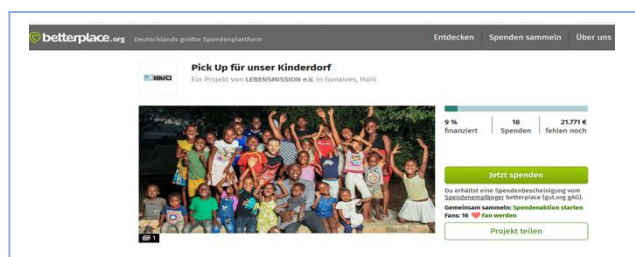 betterplace.org Deutschlands größte Spendenplattform Entdecken Spenden sammeln Über uns
HAITI
Pick Up für unser Kinderdorf
Ein Projekt von LEBENSMISSION e.V. in Gonaives, Haiti
9 % 18 21.771 €
finanziert Spenden fehlen noch
Jetzt spenden
Du erhältst eine Spendenbescheinigung vom
Spendenempfänger betterplace (gut.org gAG).
Gemeinsam sammeln: Spendenaktion starten
Fans: 16 Fan werden
Projekt teilen
1